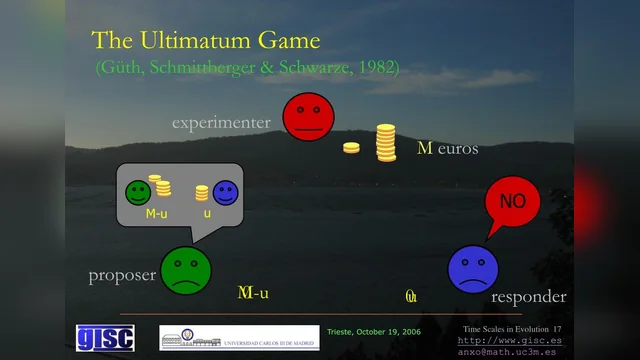 The Ultimatum Game
(Güth, Schmittberger & Schwarze, 1982)
experimenter
M euros
M-u
u
NO
proposer
M-u
responder
gisc
UNIVERSIDAD CARLOS III DE MADRID
Trieste, October 19, 2006
Time Scales in Evolution 17
http://www.gisc.es
anxo@math.uc3m.es